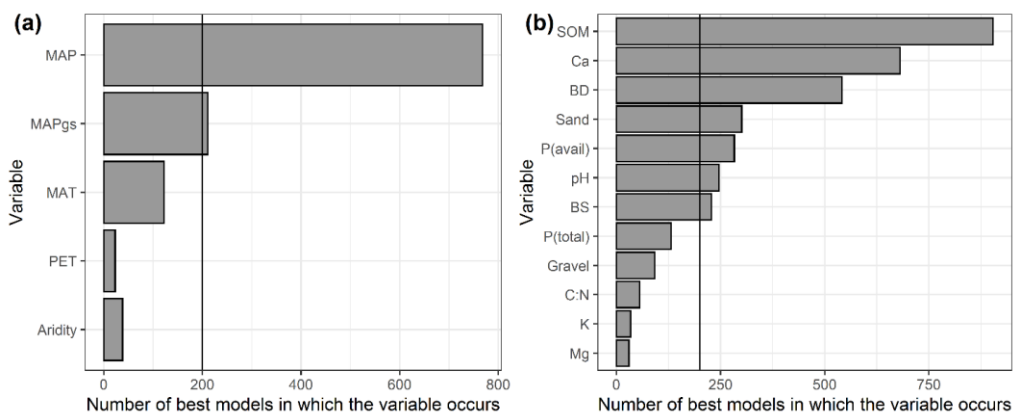 (a)
Variable
MAP
MAPgs
MAT
PET
Aridity
0 200 400 600 800
Number of best models in which the variable occurs
(b)
Variable
SOM
Ca
BD
Sand
P(avail)
pH
BS
P(total)
Gravel
C:N
K
Mg
0 250 500 750
Number of best models in which the variable occurs